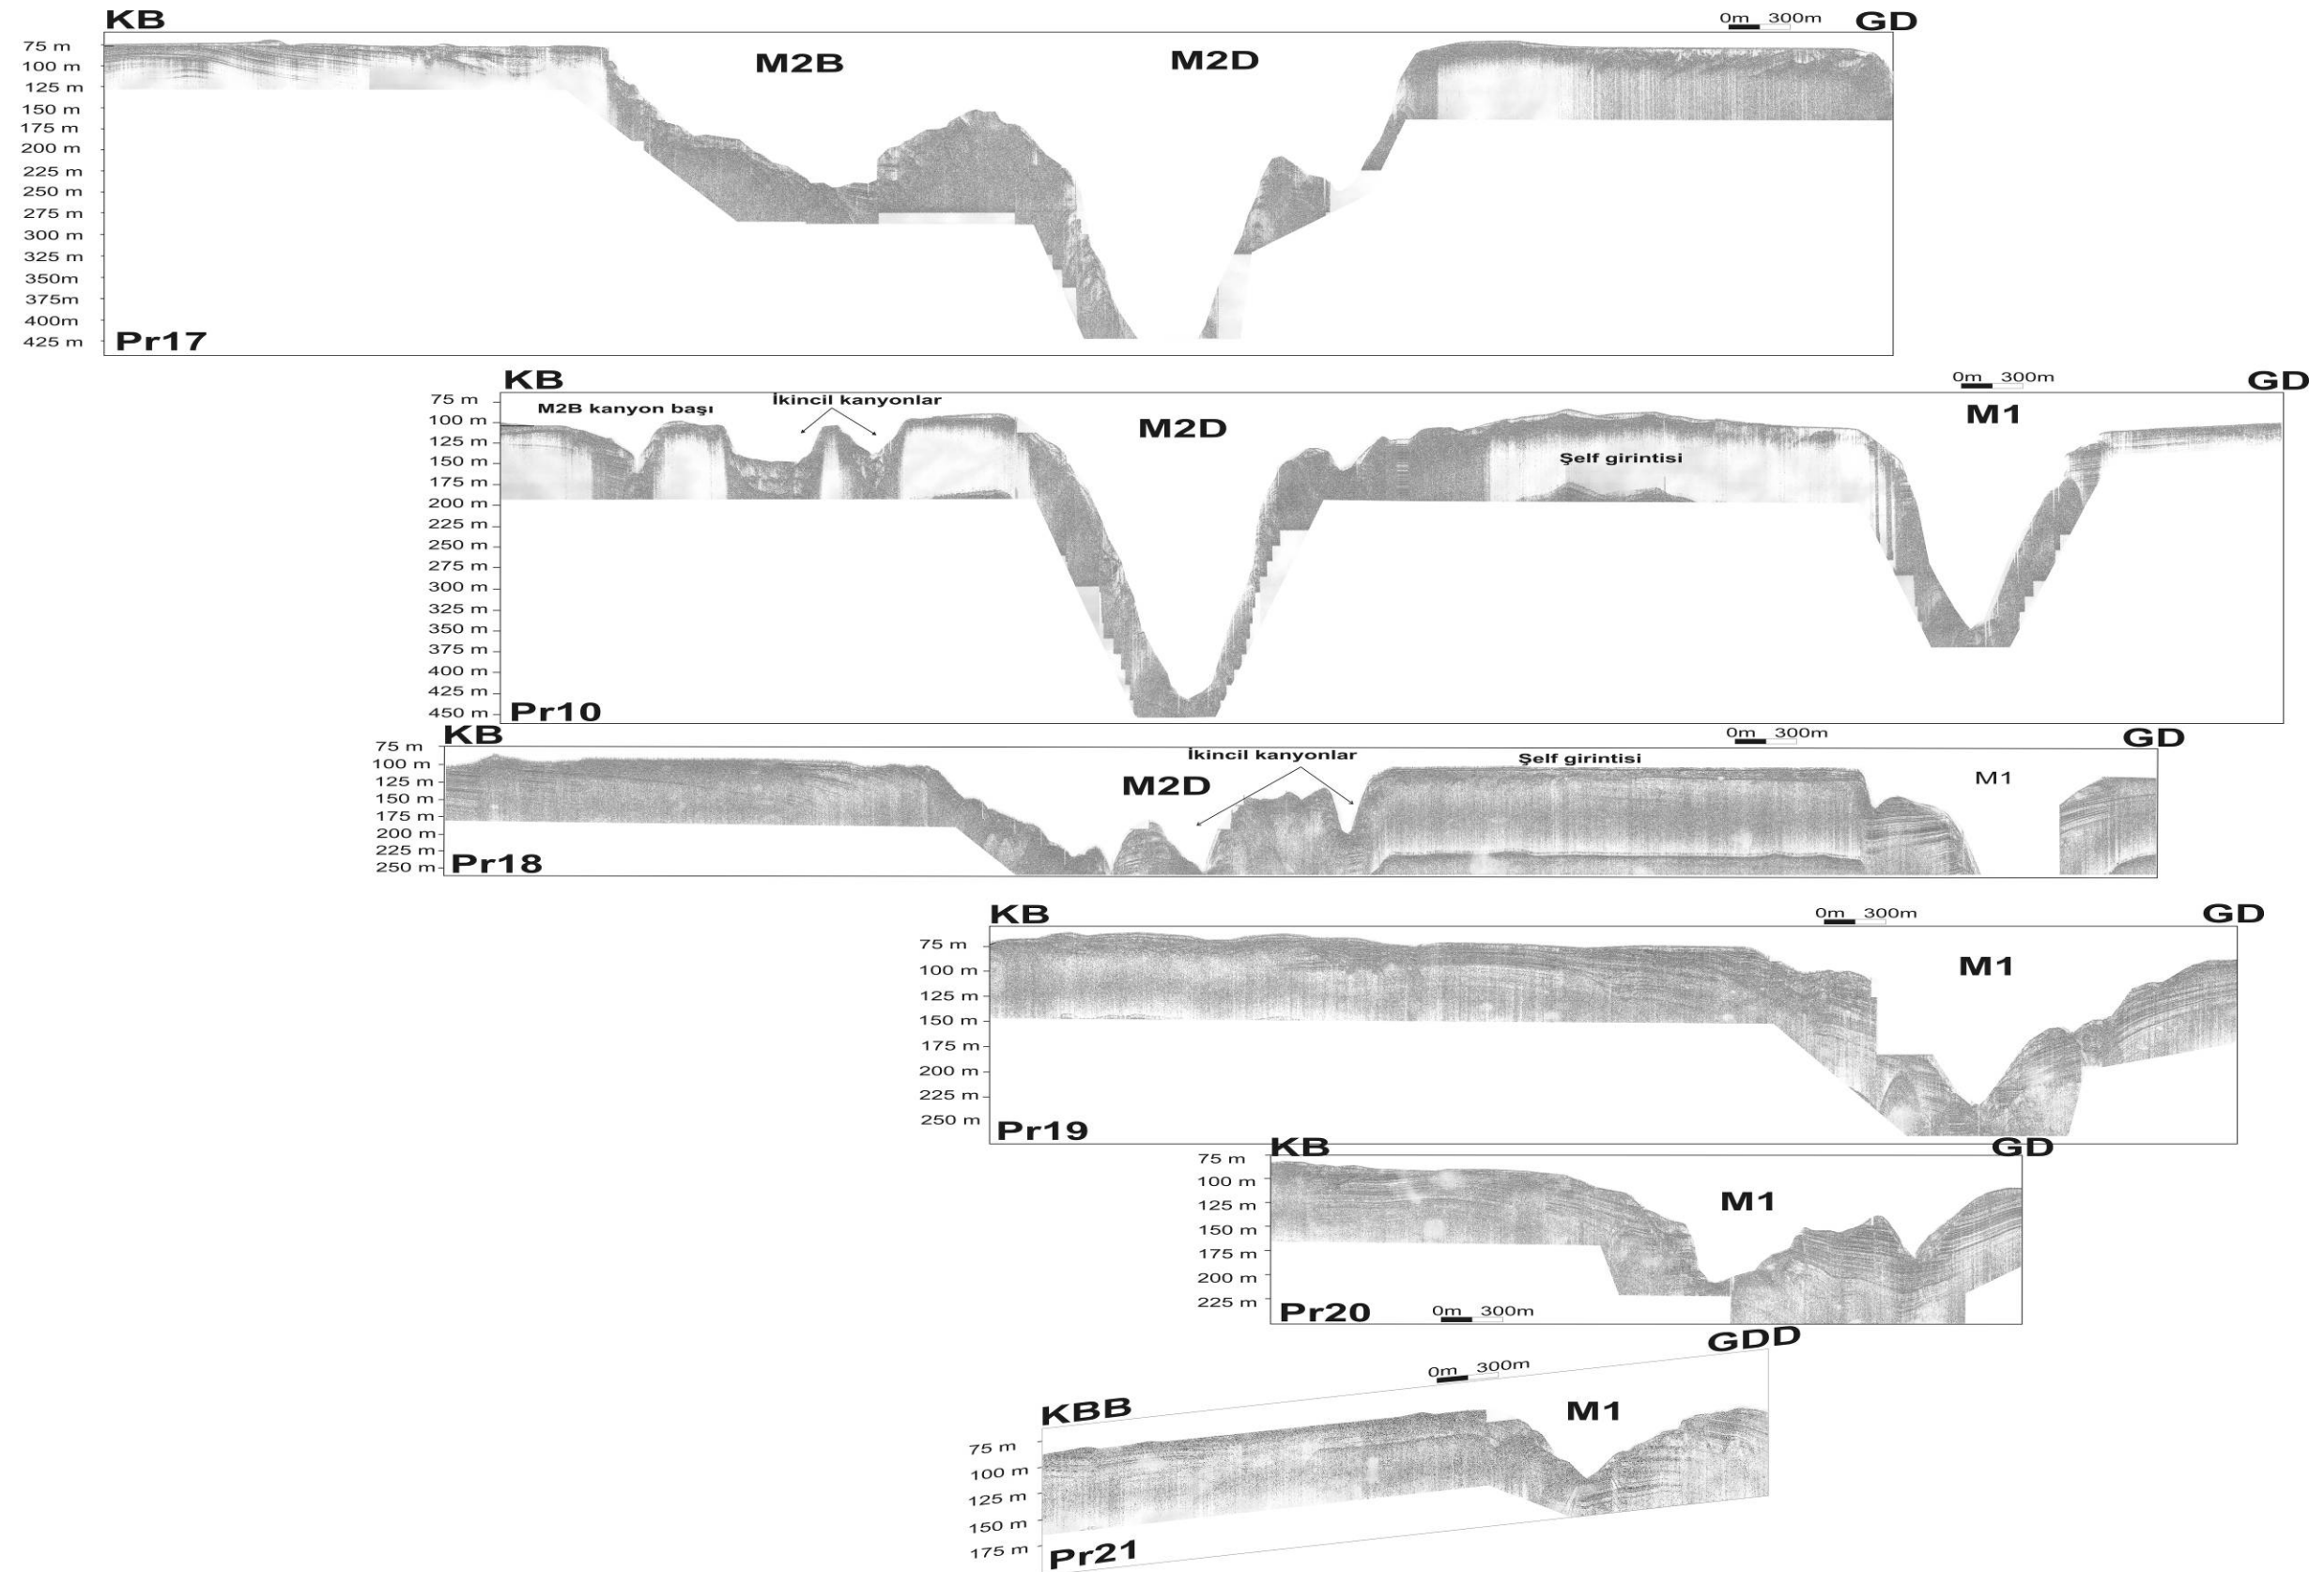 KB
0m 300m GD
M2B M2D
75 m
100 m
125 m
150 m
175 m
200 m
225 m
250 m
275 m
300 m
325 m
350m
375m
400m
425 m
Pr17
KB
0m 300m GD
75 m
100 m
125 m
150 m
175 m
200 m
225 m
250 m
275 m
300 m
325 m
350 m
375 m
400 m
425 m
450 m
M2B kanyon başı
İkincil kanyonlar
M2D
M1
Şelf girintisi
Pr10
KB
0m 300m GD
75 m
100 m
125 m
150 m
175 m
200 m
225 m
250 m
İkincil kanyonlar
Şelf girintisi
M2D
M1
Pr18
KB
0m 300m GD
75 m
100 m
125 m
150 m
175 m
200 m
225 m
250 m
M1
Pr19
KB
GD
75 m
100 m
125 m
150 m
175 m
200 m
225 m
M1
Pr20
0m 300m
GDD
0m 300m
KBB
M1
75 m
100 m
125 m
150 m
175 m
Pr21